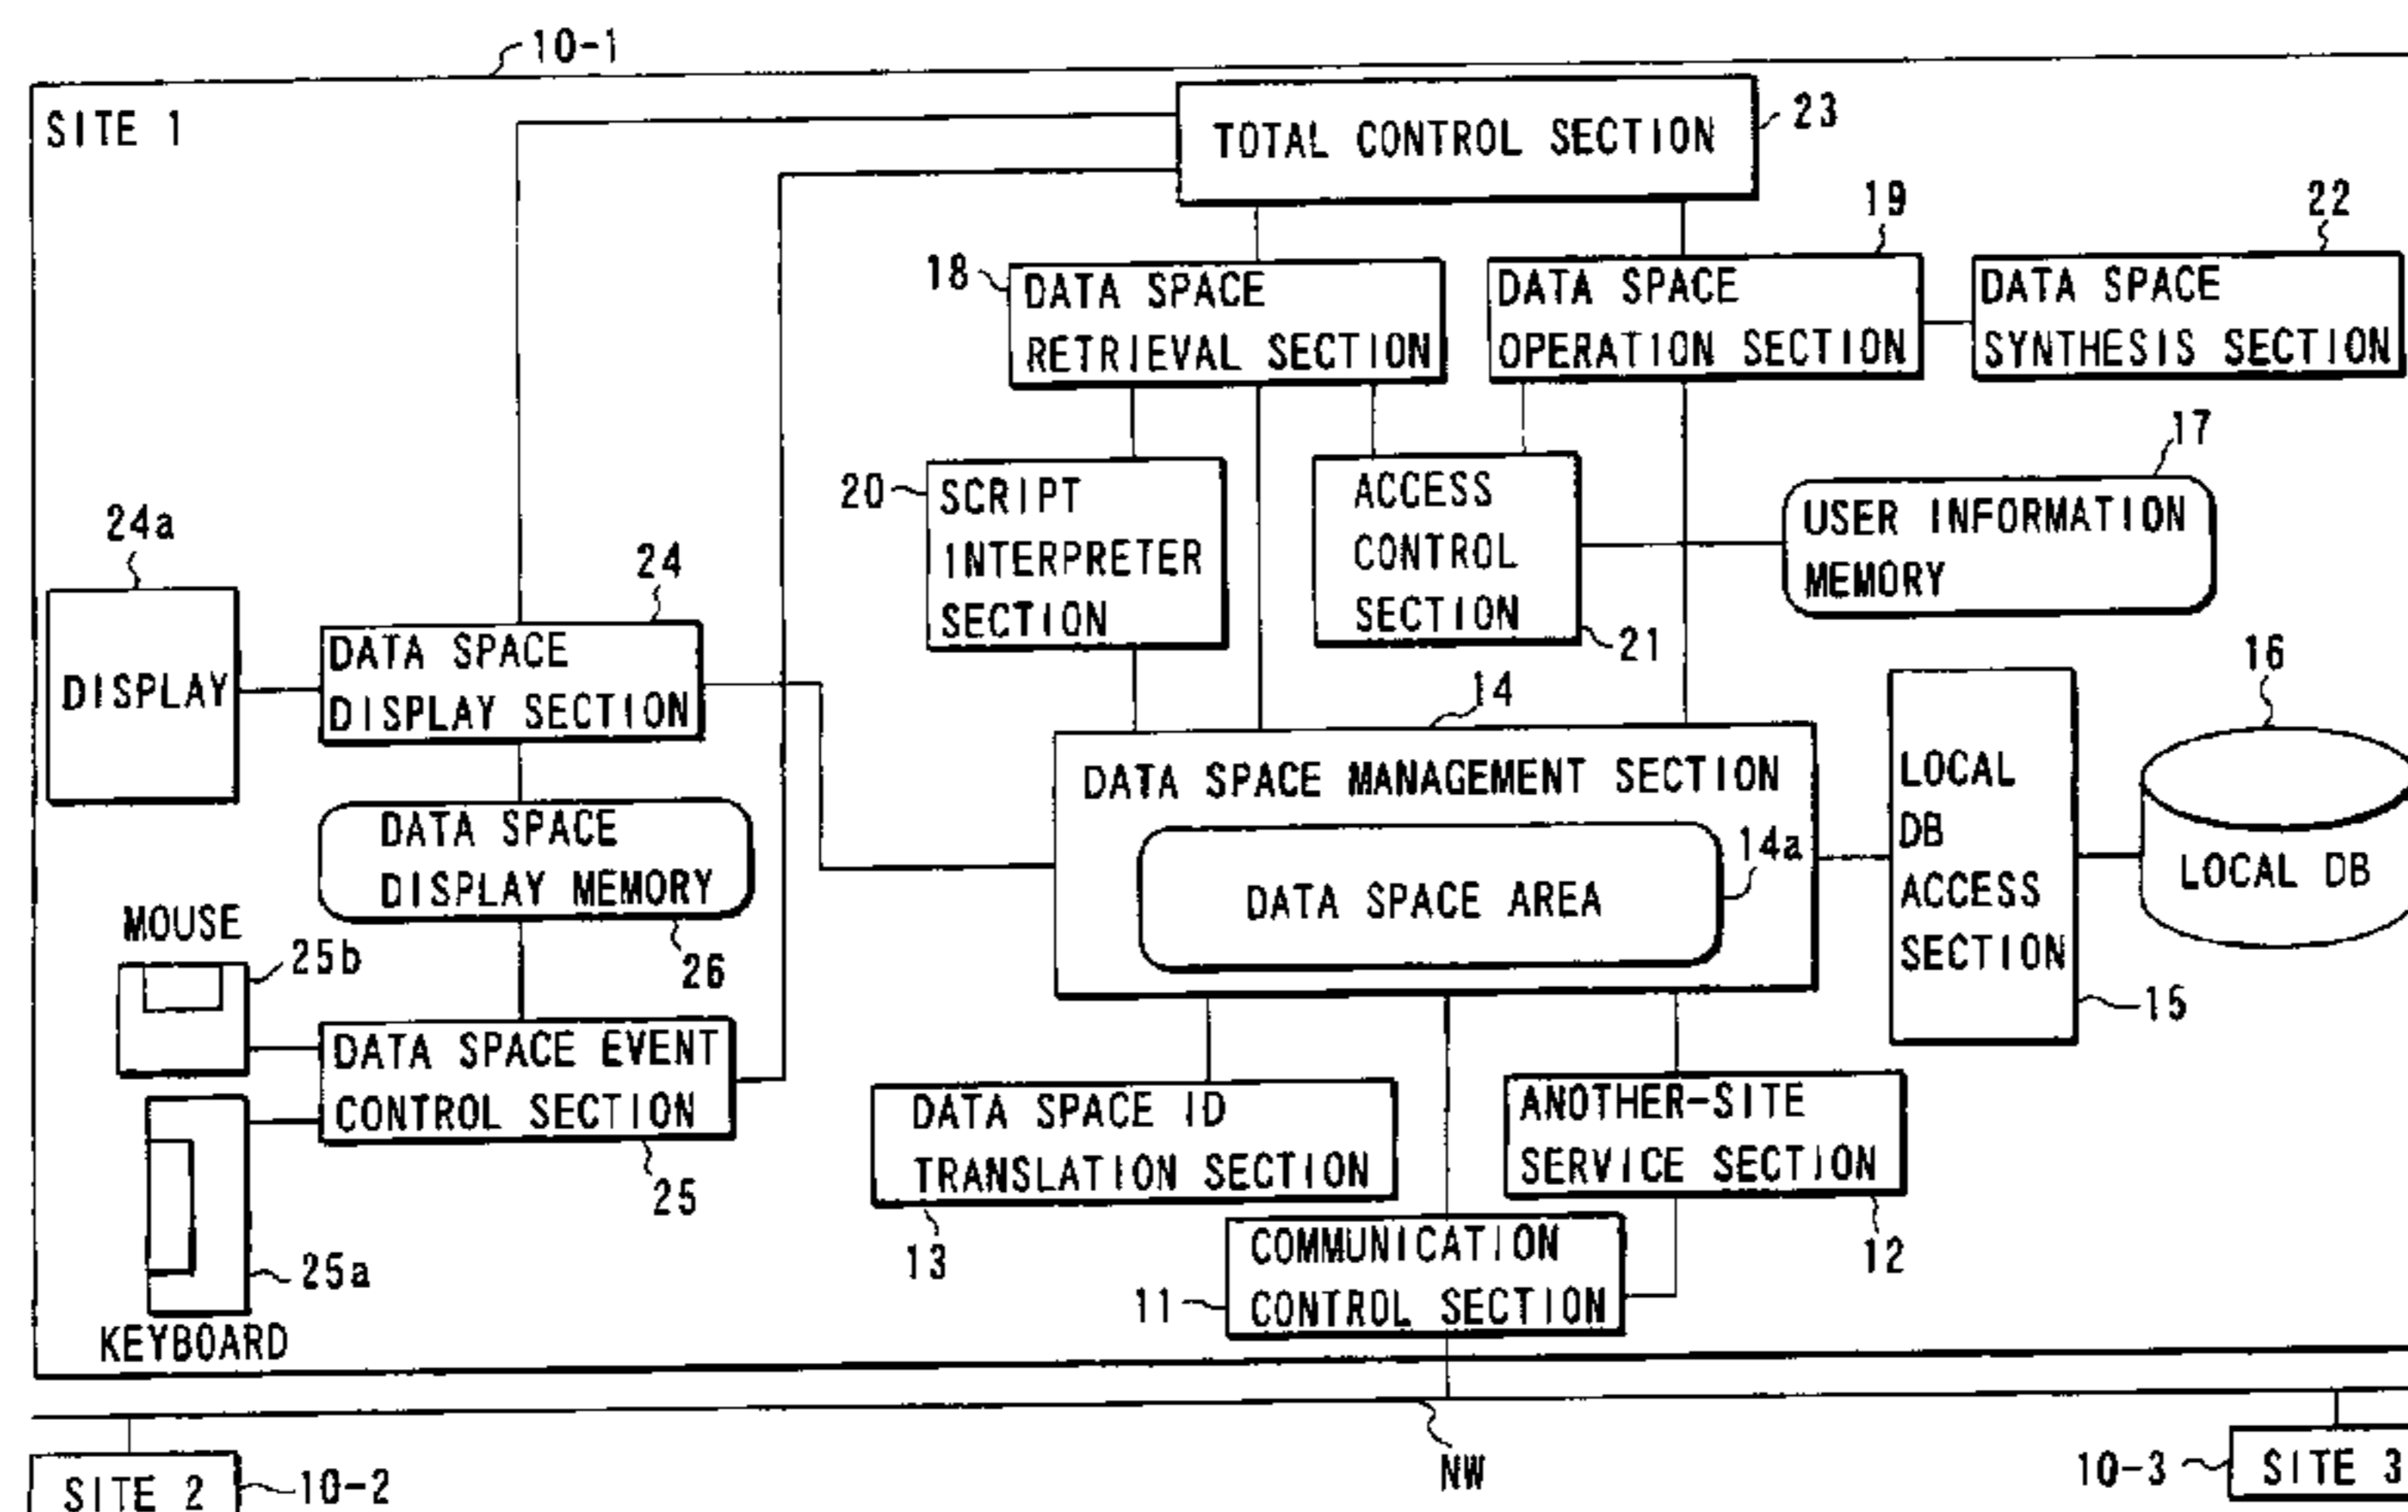 10-1
SITE 1
TOTAL CONTROL SECTION
23
18
DATA SPACE
RETRIEVAL SECTION
19
DATA SPACE
OPERATION SECTION
22
DATA SPACE
SYNTHESIS SECTION
20
SCRIPT
INTERPRETER
SECTION
ACCESS
CONTROL
SECTION
21
17
USER INFORMATION
MEMORY
24a
DISPLAY
24
DATA SPACE
DISPLAY SECTION
DATA SPACE
DISPLAY MEMORY
26
14
DATA SPACE MANAGEMENT SECTION
14a
DATA SPACE AREA
LOCAL
DB
ACCESS
SECTION
15
16
LOCAL DB
MOUSE
25b
DATA SPACE EVENT
CONTROL SECTION
25
25a
KEYBOARD
DATA SPACE ID
TRANSLATION SECTION
13
ANOTHER-SITE
SERVICE SECTION
12
11
COMMUNICATION
CONTROL SECTION
NW
SITE 2
10-2
10-3
SITE 3